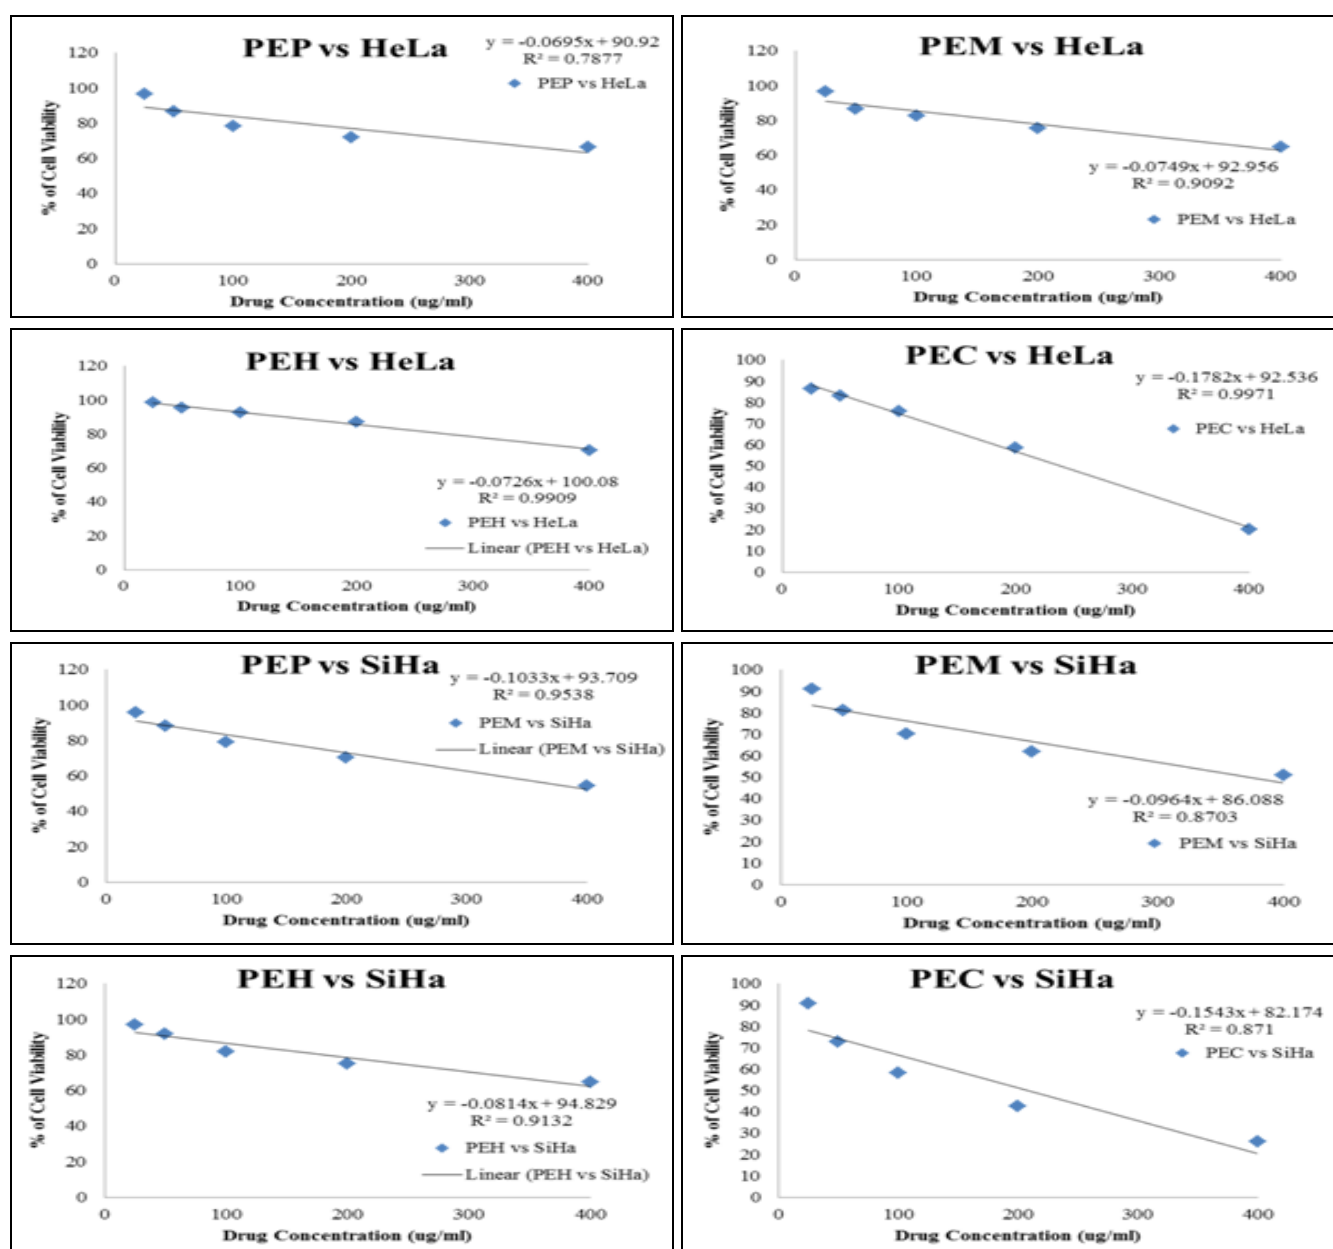 PEP vs HeLa
y = -0.0695x + 90.92
R² = 0.7877
PEP vs HeLa
120
100
80
60
40
20
0
% of Cell Viability
0 100 200 300 400
Drug Concentration (ug/ml)
PEM vs HeLa
120
100
80
60
40
20
0
% of Cell Viability
y = -0.0749x + 92.956
R² = 0.9092
PEM vs HeLa
0 100 200 300 400
Drug Concentration (ug/ml)
PEH vs HeLa
120
100
80
60
40
20
0
% of Cell Viability
y = -0.0726x + 100.08
R² = 0.9909
PEH vs HeLa
Linear (PEH vs HeLa)
0 100 200 300 400
Drug Concentration (ug/ml)
PEC vs HeLa
100
90
80
70
60
50
40
30
20
10
0
% of Cell Viability
y = -0.1782x + 92.536
R² = 0.9971
PEC vs HeLa
0 100 200 300 400
Drug Concentration (ug/ml)
PEP vs SiHa
y = -0.1033x + 93.709
R² = 0.9538
PEM vs SiHa
Linear (PEM vs SiHa)
120
100
80
60
40
20
0
% of Cell Viability
0 100 200 300 400
Drug Concentration (ug/ml)
PEM vs SiHa
100
90
80
70
60
50
40
30
20
10
0
% of Cell Viability
y = -0.0964x + 86.088
R² = 0.8703
PEM vs SiHa
0 100 200 300 400
Drug Concentration (ug/ml)
PEH vs SiHa
120
100
80
60
40
20
0
% of Cell Viability
y = -0.0814x + 94.829
R² = 0.9132
PEH vs SiHa
Linear (PEH vs SiHa)
0 100 200 300 400
Drug Concentration (ug/ml)
PEC vs SiHa
100
90
80
70
60
50
40
30
20
10
0
% of Cell Viability
y = -0.1543x + 82.174
R² = 0.871
PEC vs SiHa
0 100 200 300 400
Drug Concentration (ug/ml)